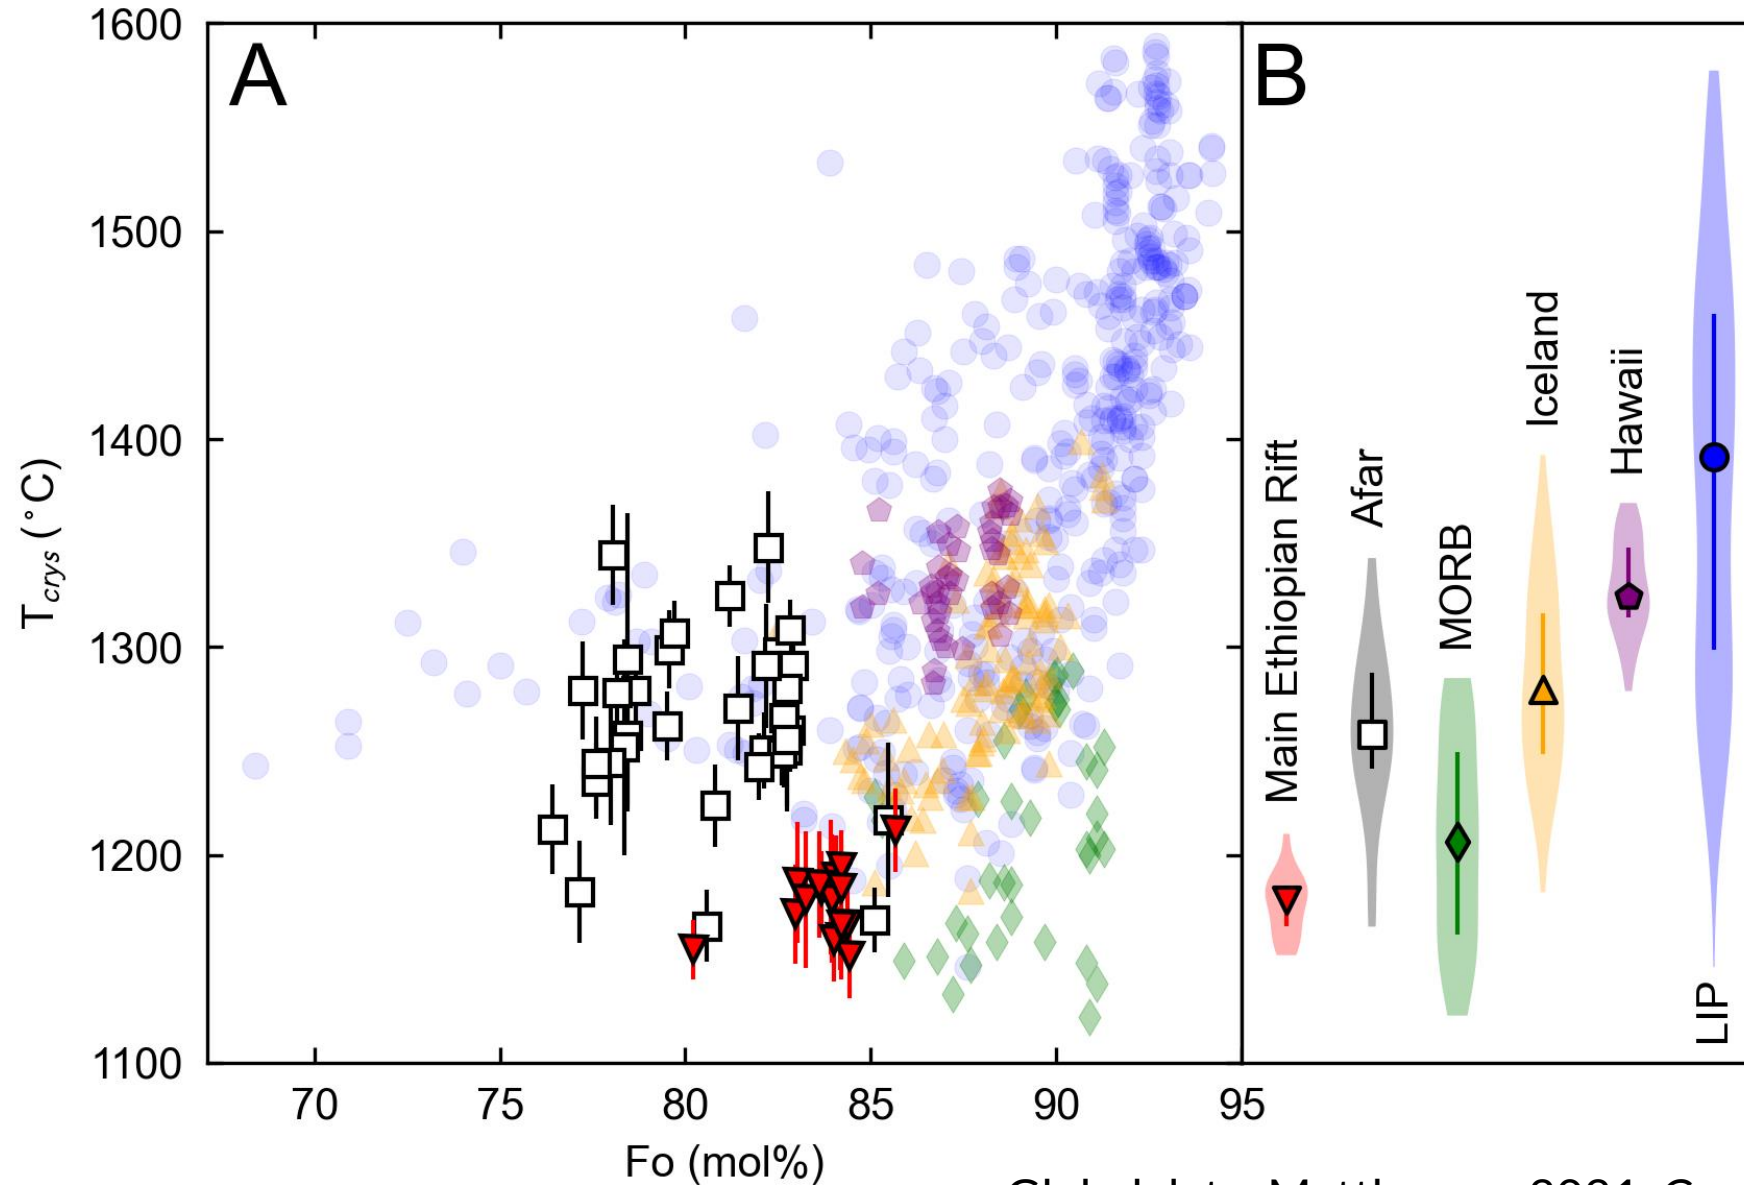 A
B
1600
1500
1400
1300
1200
1100
T_crys (°C)
70
75
80
85
90
95
Fo (mol%)
Main Ethiopian Rift
Afar
MORB
Iceland
Hawaii
LIP